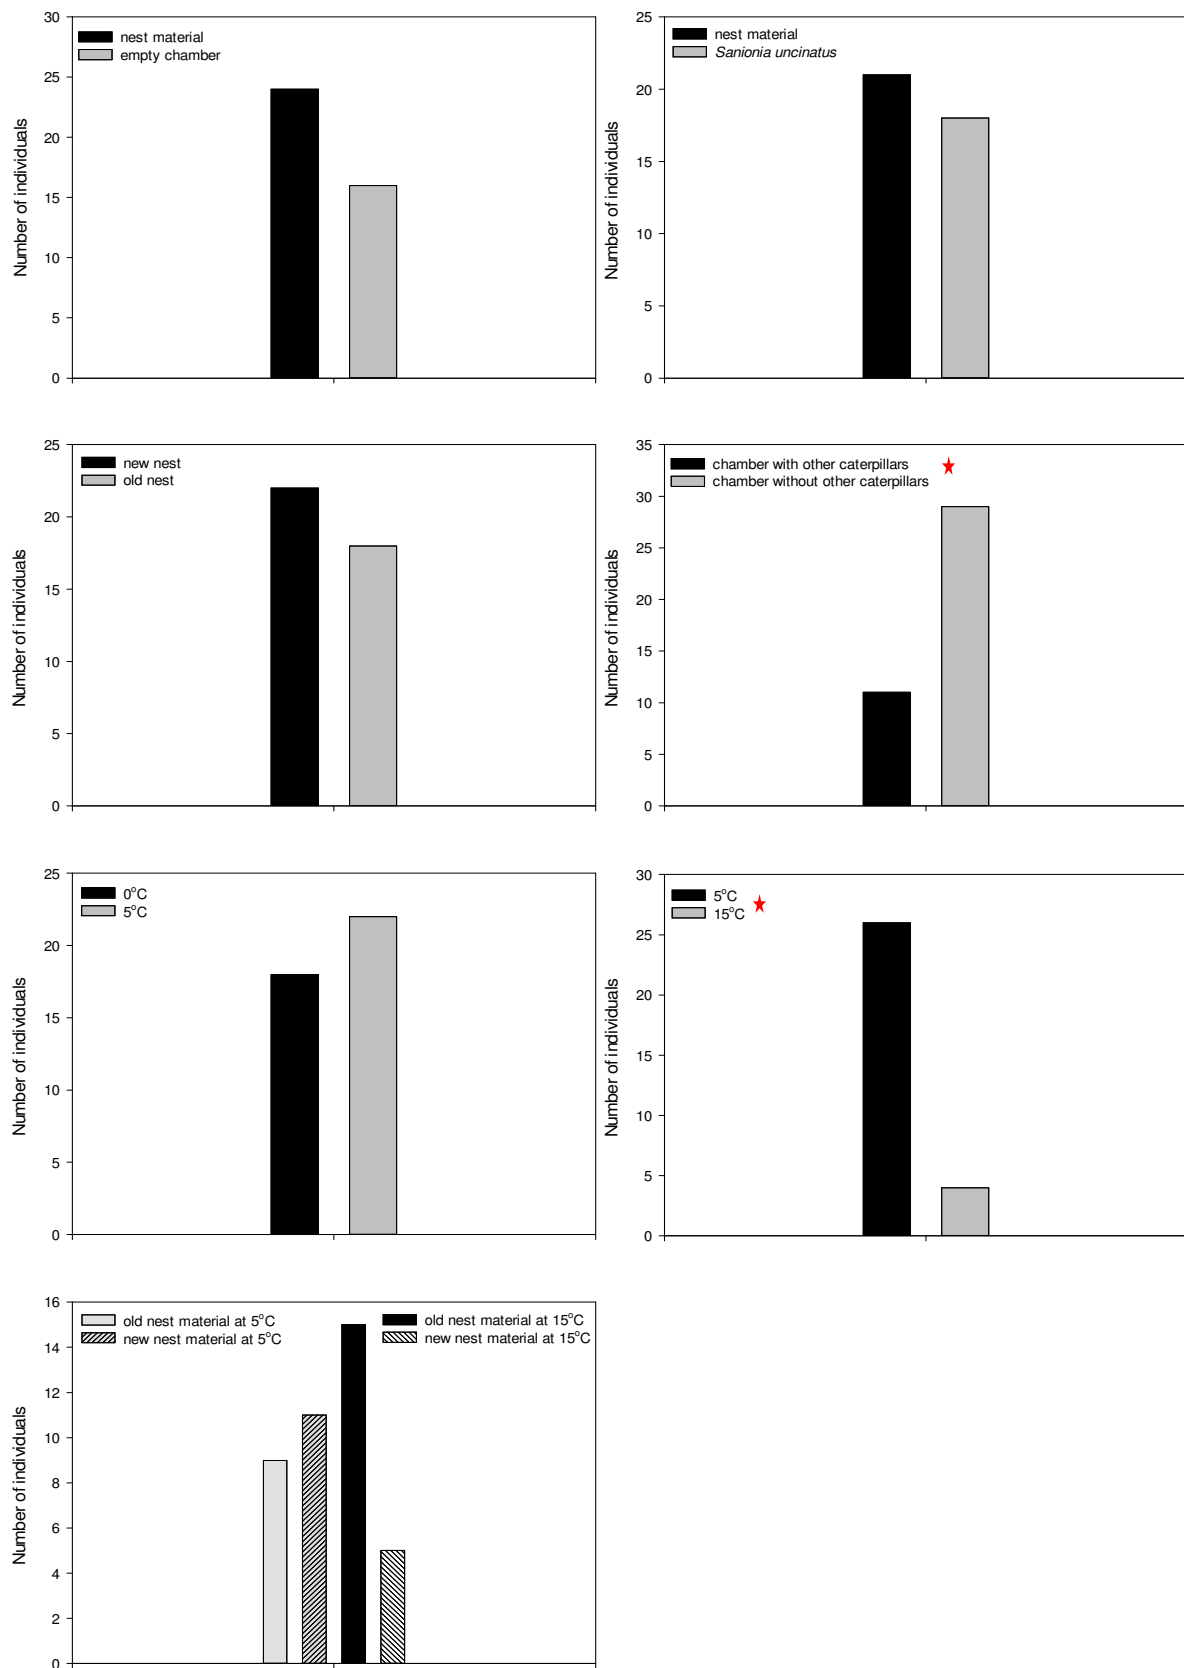 30
25
20
15
10
5
0
Number of individuals
nest material
empty chamber
25
20
15
10
5
0
Number of individuals
nest material
Sanionia uncinatus
25
20
15
10
5
0
Number of individuals
new nest
old nest
35
30
25
20
15
10
5
0
Number of individuals
chamber with other caterpillars
chamber without other caterpillars
25
20
15
10
5
0
Number of individuals
0°C
5°C
30
25
20
15
10
5
0
Number of individuals
5°C
15°C
16
14
12
10
8
6
4
2
0
Number of individuals
old nest material at 5°C
new nest material at 5°C
old nest material at 15°C
new nest material at 15°C